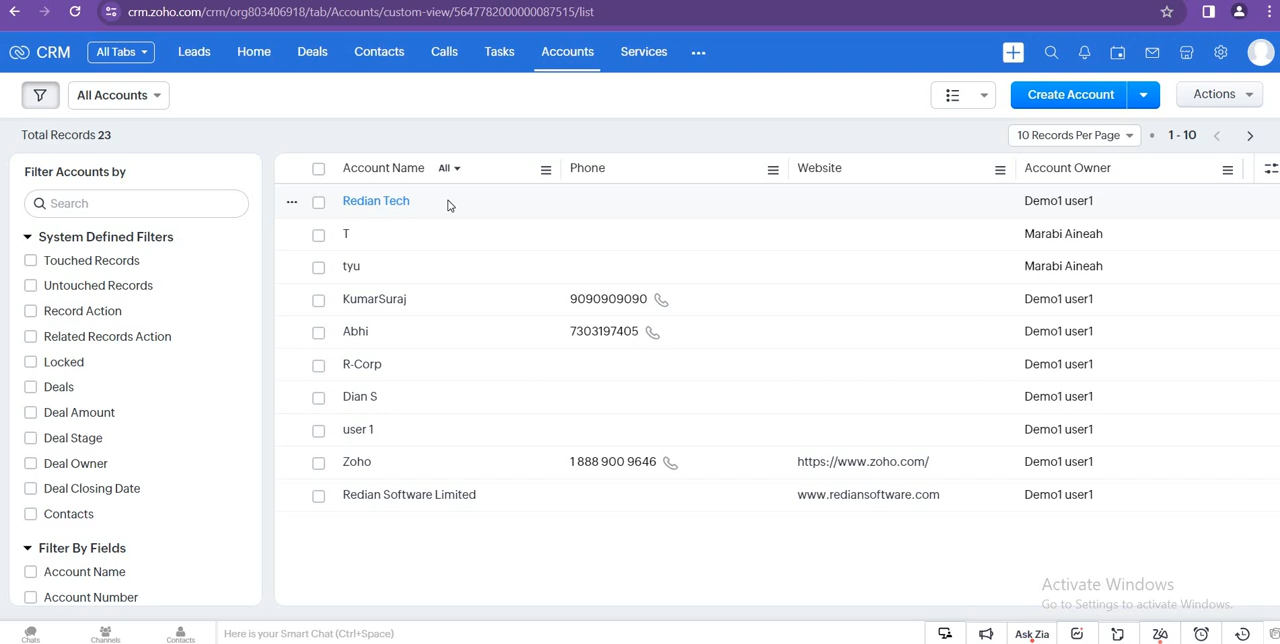 crm.zoho.com/crm/org803406918/tab/Accounts/custom-view/5647782000000087515/list
CRM All Tabs Leads Home Deals Contacts Calls Tasks Accounts Services
All Accounts Create Account Actions
Total Records 23 10 Records Per Page 1 - 10
Filter Accounts by
Search
System Defined Filters
Touched Records
Untouched Records
Record Action
Related Records Action
Locked
Deals
Deal Amount
Deal Stage
Deal Owner
Deal Closing Date
Contacts
Filter By Fields
Account Name
Account Number
Account Name All Phone Website Account Owner
Redian Tech Demo1 user1
T Marabi Aineah
tyu Marabi Aineah
KumarSuraj 9090909090 Demo1 user1
Abhi 7303197405 Demo1 user1
R-Corp Demo1 user1
Dian S Demo1 user1
user 1 Demo1 user1
Zoho 1 888 900 9646 https://www.zoho.com/ Demo1 user1
Redian Software Limited www.rediansoftware.com Demo1 user1
Activate Windows
Go to Settings to activate Windows.
Chats Channels Contacts Here is your Smart Chat (Ctrl+Space) Ask Zia